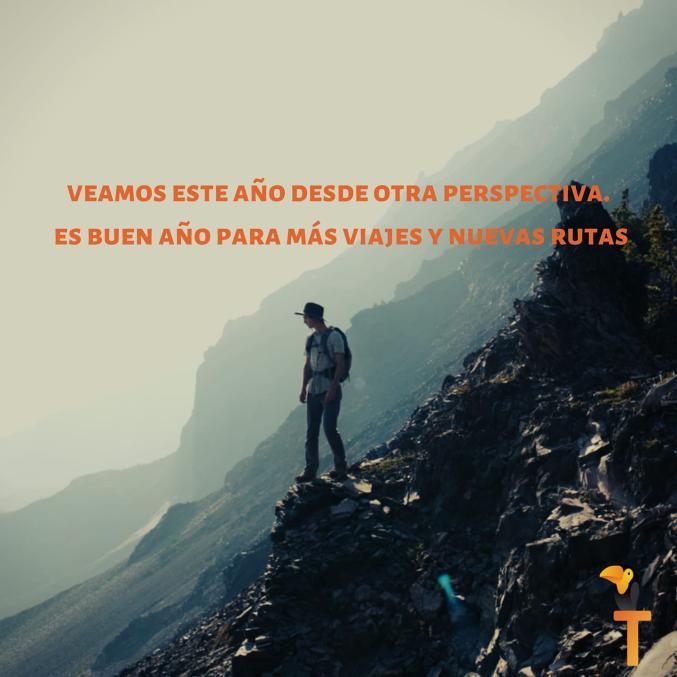 VEAMOS ESTE AÑO DESDE OTRA PERSPECTIVA.
ES BUEN AÑO PARA MÁS VIAJES Y NUEVAS RUTAS
T